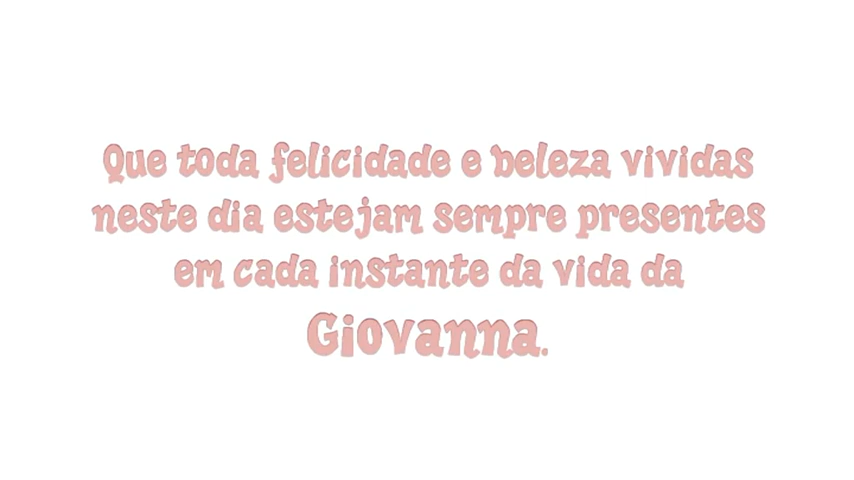 Que toda felicidade e beleza vividas
neste dia estejam sempre presentes
em cada instante da vida da
Giovanna.